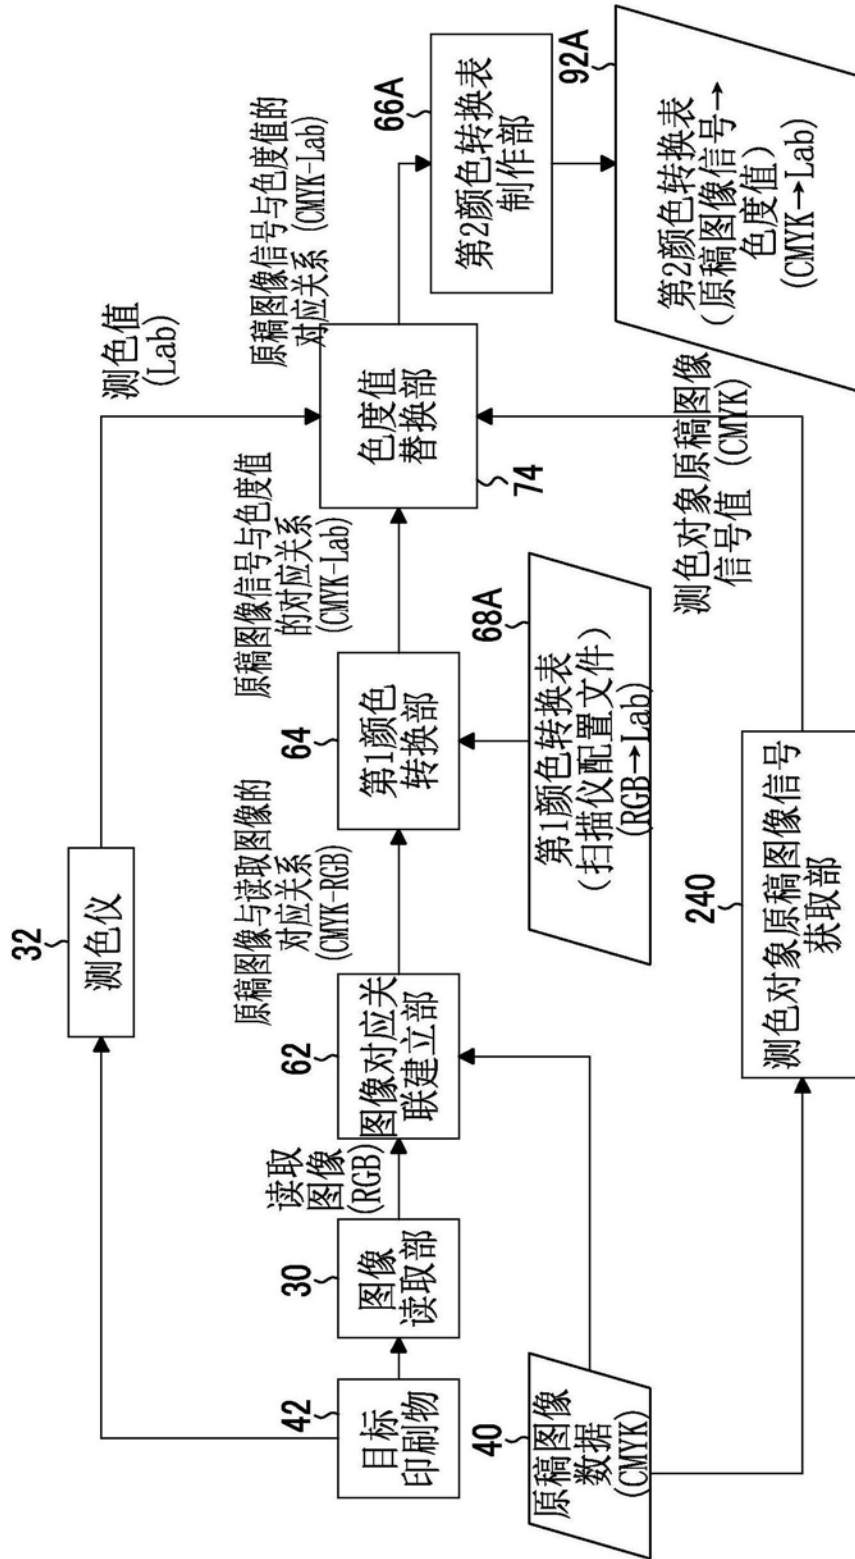 32
测色仪
测色值
(Lab)
42
目标
印刷物
30
图像
读取部
读取
图像
(RGB)
62
图像对应关
联建立部
原稿图像与读取图像的
对应关系
(CMYK-RGB)
64
第1颜色
转换部
原稿图像信号与色度值
的对应关系
(CMYK-Lab)
色度值
替换部
74
原稿图像信号与色度值的
对应关系 (CMYK-Lab)
66A
第2颜色转换表
制作部
92A
第2颜色转换表
(原稿图像信号→
色度值)
(CMYK→Lab)
40
原稿图像
数据
(CMYK)
68A
第1颜色转换表
(扫描仪配置文件)
(RGB→Lab)
240
测色对象原稿图像信号
获取部
测色对象原稿图像
信号值 (CMYK)